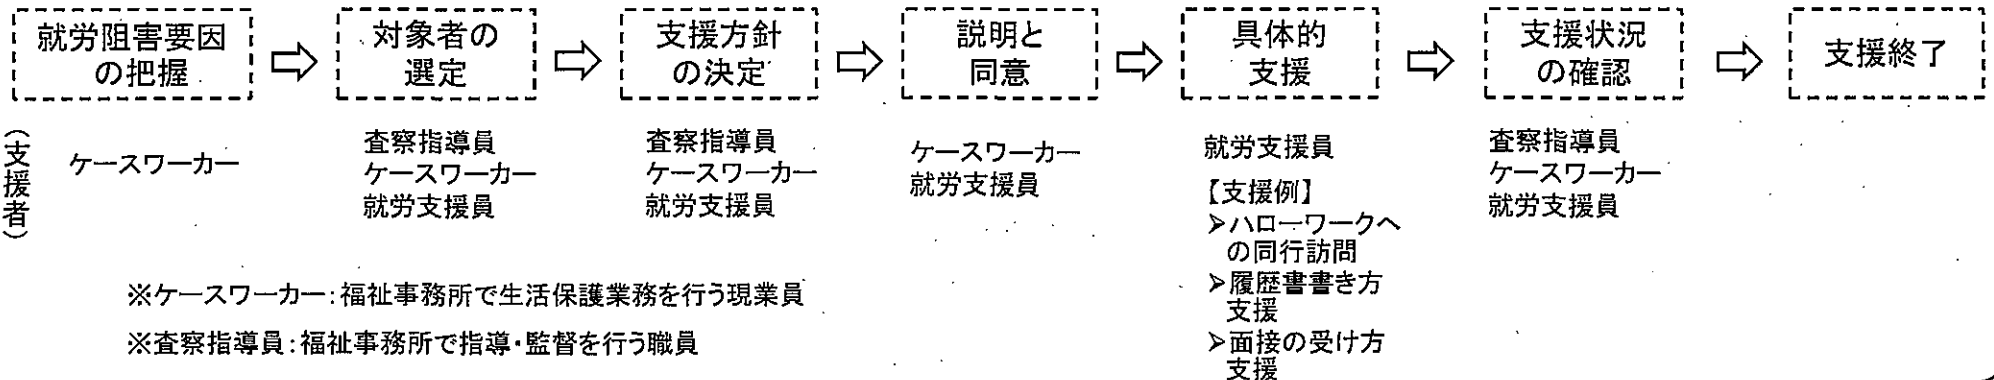 就労阻害要因
の把握
対象者の
選定
支援方針
の決定
説明と
同意
具体的
支援
支援状況
の確認
支援終了
(支援者)
ケースワーカー
査察指導員
ケースワーカー
就労支援員
査察指導員
ケースワーカー
就労支援員
ケースワーカー
就労支援員
就労支援員
【支援例】
➢ハローワークへ
の同行訪問
➢履歴書書き方
支援
➢面接の受け方
支援
査察指導員
ケースワーカー
就労支援員
※ケースワーカー:福祉事務所で生活保護業務を行う現業員
※査察指導員:福祉事務所で指導・監督を行う職員